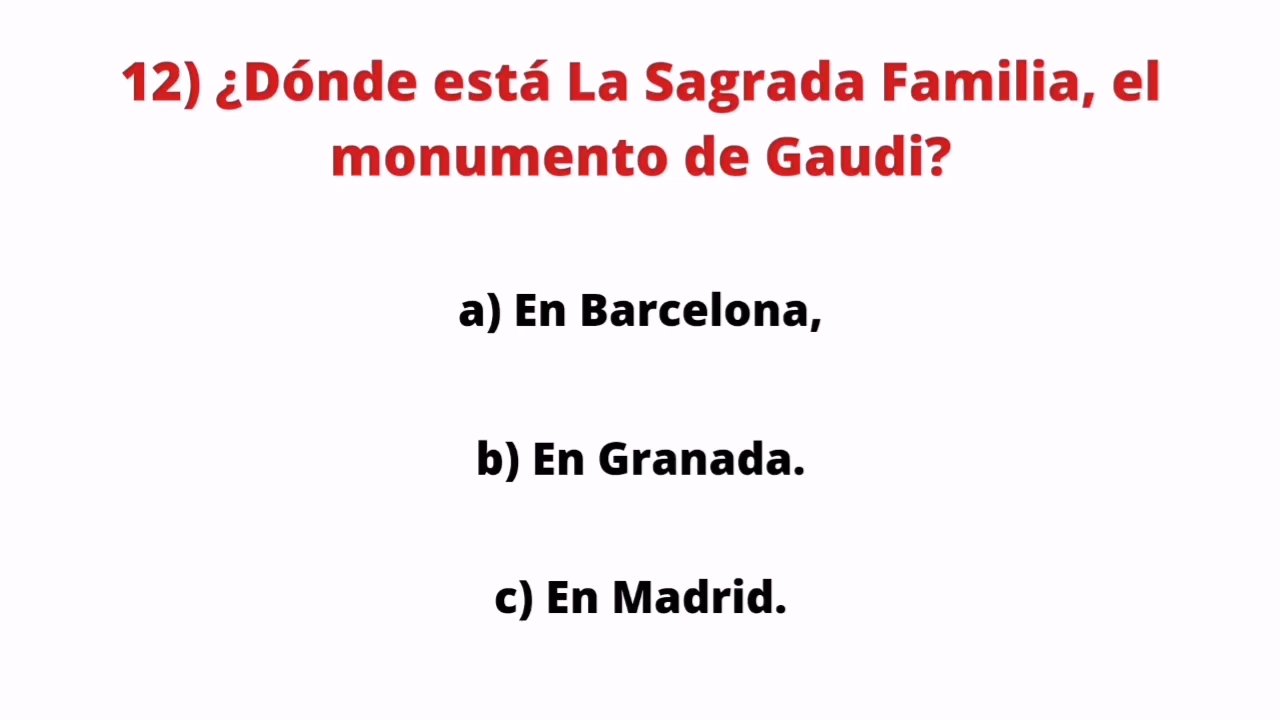 12) ¿Dónde está La Sagrada Familia, el
monumento de Gaudi?
a) En Barcelona,
b) En Granada.
c) En Madrid.